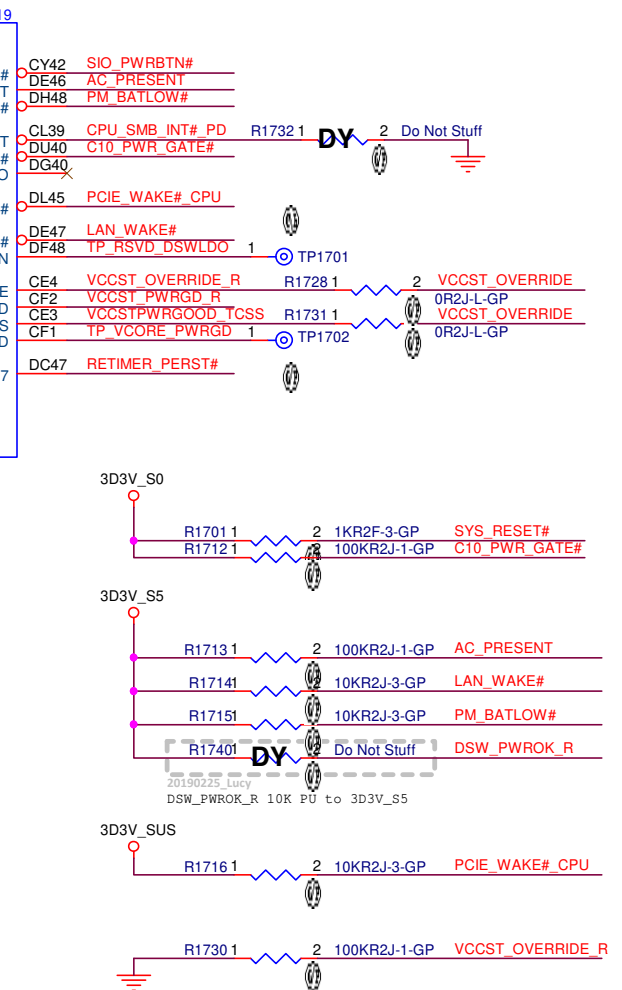 19
# CY42 SIO_PWRBTN#
T DE46 AC_PRESENT
# DH48 PM_BATLOW#
T CL39 CPU_SMB_INT#_PD R1732 1 DY 2 Do Not Stuff
# DU40 C10_PWR_GATE#
O DG40
# DL45 PCIE_WAKE#_CPU
# DE47 LAN_WAKE#
N DF48 TP_RSVD_DSWLDO 1 TP1701
E CE4 VCCST_OVERRIDE_R R1728 1 2 VCCST_OVERRIDE
0R2J-L-GP
D CF2 VCCST_PWRGD_R
S CE3 VCCSTPWRGOOD_TCSS R1731 1 VCCST_OVERRIDE
0R2J-L-GP
D CF1 TP_VCORE_PWRGD 1 TP1702
7 DC47 RETIMER_PERST#
3D3V_S0
R1701 1 2 1KR2F-3-GP SYS_RESET#
R1712 1 2 100KR2J-1-GP C10_PWR_GATE#
3D3V_S5
R1713 1 2 100KR2J-1-GP AC_PRESENT
R1714 1 2 10KR2J-3-GP LAN_WAKE#
R1715 1 2 10KR2J-3-GP PM_BATLOW#
R1740 1 DY 2 Do Not Stuff DSW_PWROK_R
20190225_Lucy
DSW_PWROK_R 10K PU to 3D3V_S5
3D3V_SUS
R1716 1 2 10KR2J-3-GP PCIE_WAKE#_CPU
R1730 1 2 100KR2J-1-GP VCCST_OVERRIDE_R